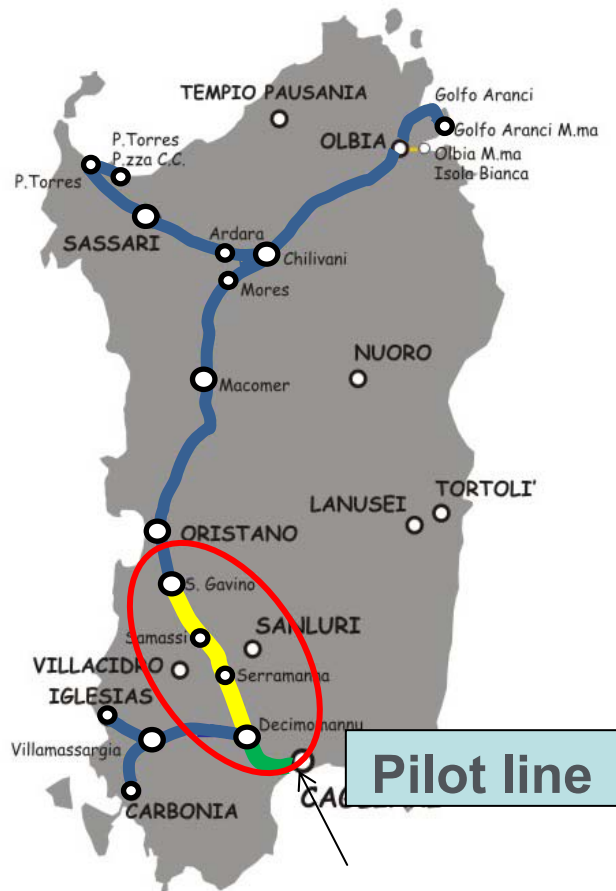 Golfo Aranci
TEMPIO PAUSANIA
Golfo Aranci M.ma
P.Torres
P.zza C.C.
OLBIA
Olbia M.ma
Isola Bianca
P.Torres
SASSARI
Ardara
Chilivani
Mores
NUORO
Macomer
TORTOLI'
LANUSEI
ORISTANO
S. Gavino
Samassi
SANLURI
VILLACIDRO
Serramanna
IGLESIAS
Decimomannu
Villamassargia
Pilot line
CARBONIA